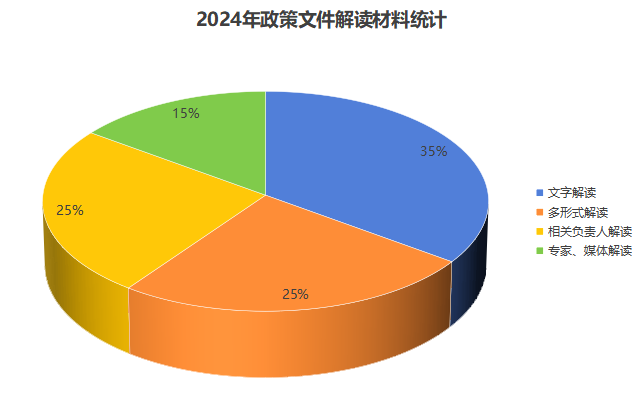 2024年政策文件解读材料统计
15%
35%
25%
25%
文字解读
多形式解读
相关负责人解读
专家、媒体解读